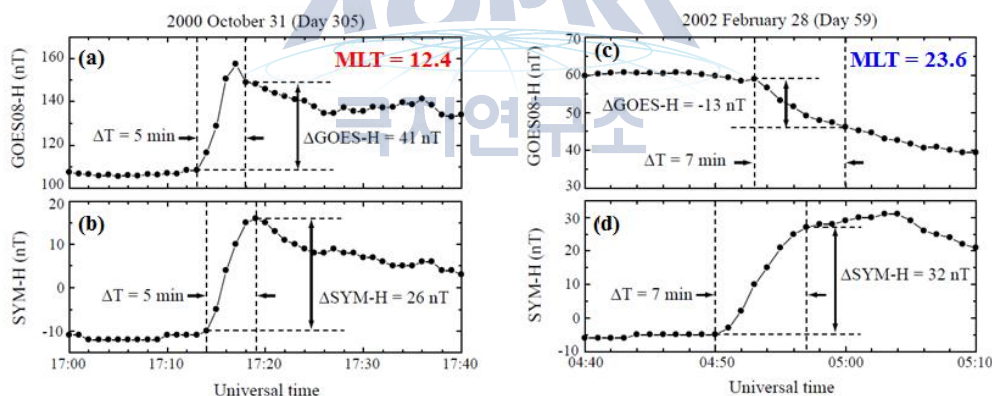 2000 October 31 (Day 305)
(a)
MLT = 12.4
GOES08-H (nT)
160
140
120
100
ΔT = 5 min
ΔGOES-H = 41 nT
(b)
SYM-H (nT)
20
10
0
-10
ΔT = 5 min
ΔSYM-H = 26 nT
17:00
17:10
17:20
17:30
17:40
Universal time
2002 February 28 (Day 59)
(c)
MLT = 23.6
GOES08-H (nT)
70
60
50
40
30
ΔGOES-H = -13 nT
ΔT = 7 min
(d)
SYM-H (nT)
30
20
10
0
-10
ΔT = 7 min
ΔSYM-H = 32 nT
04:40
04:50
05:00
05:10
Universal time
극지연구소